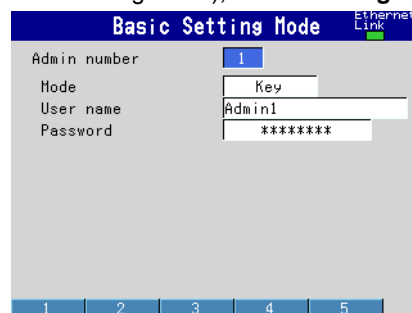 Basic Setting Mode
Ethernet
Link
Admin number 1
Mode Key
User name Admin1
Password ********
1 2 3 4 5